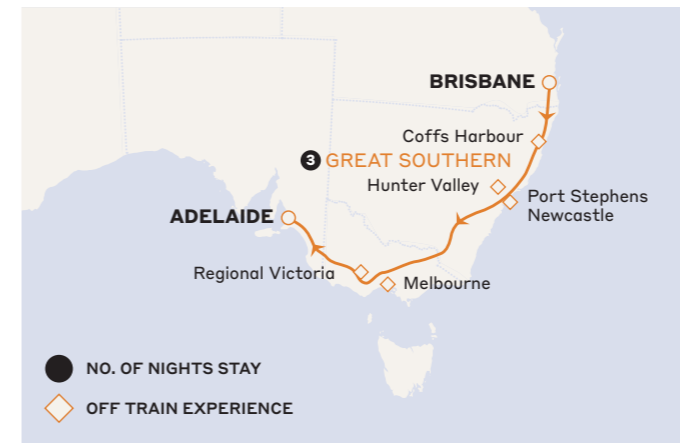 BRISBANE
Coffs Harbour
3 GREAT SOUTHERN
Hunter Valley
Port Stephens
Newcastle
ADELAIDE
Regional Victoria
Melbourne
NO. OF NIGHTS STAY
OFF TRAIN EXPERIENCE